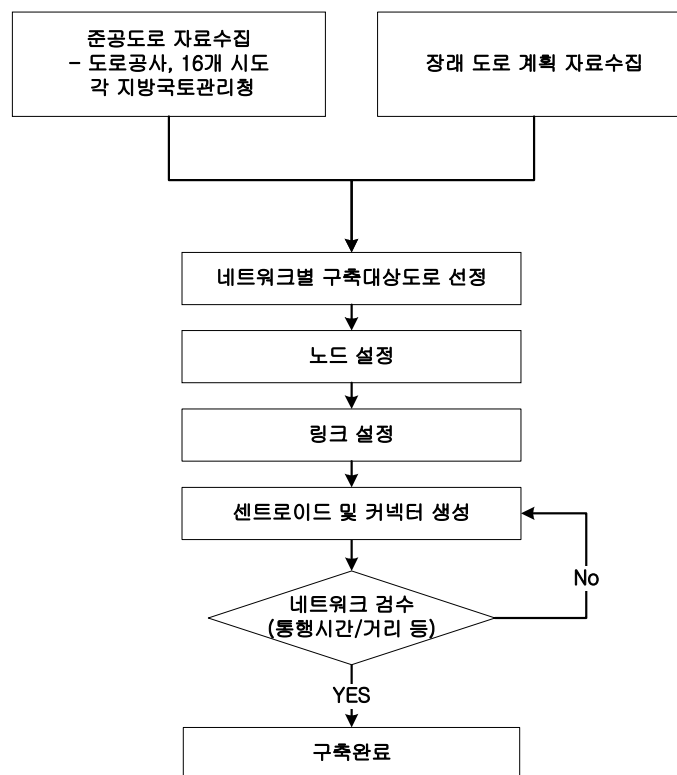 준공도로 자료수집
- 도로공사, 16개 시도
각 지방국토관리청
장래 도로 계획 자료수집
네트워크별 구축대상도로 선정
노드 설정
링크 설정
센트로이드 및 커넥터 생성
No
네트워크 검수
(통행시간/거리 등)
YES
구축완료